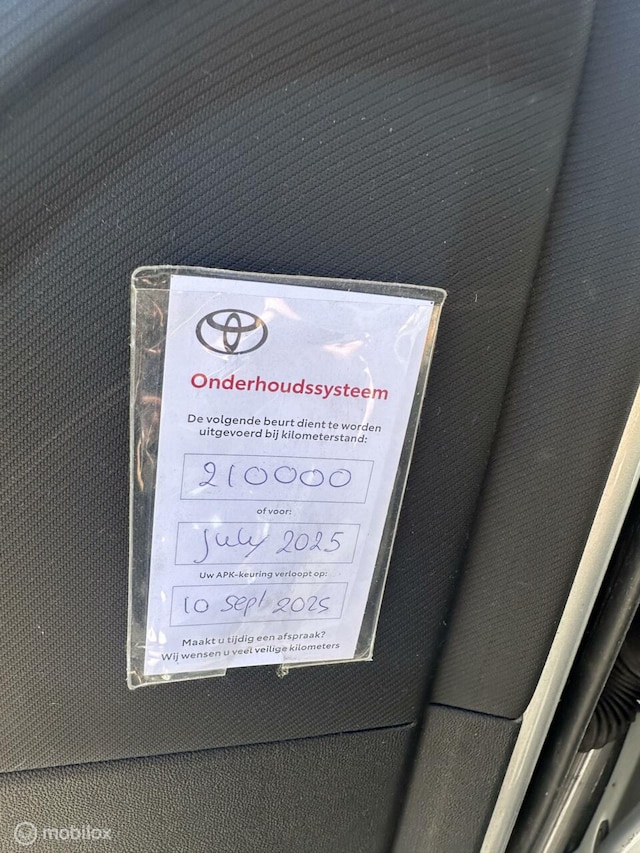 Onderhoudssysteem
De volgende beurt dient te worden
uitgevoerd bij kilometerstand:
210000
of voor:
july 2025
Uw APK-keuring verloopt op:
10 sept 2025
Maakt u tijdig een afspraak?
Wij wensen u veel veilige kilometers
mobilox